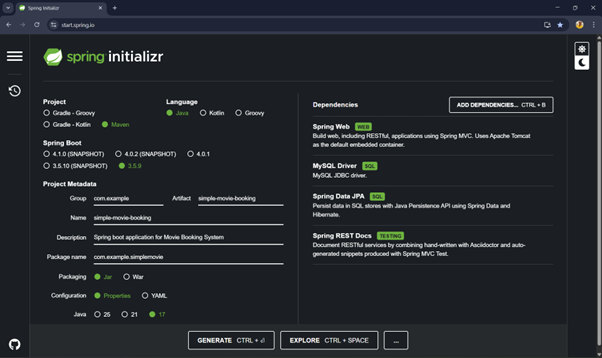 Spring Initializr
start.spring.io
spring initializr
Project
Gradle - Groovy
Gradle - Kotlin
Maven
Language
Java
Kotlin
Groovy
Spring Boot
4.1.0 (SNAPSHOT)
4.0.2 (SNAPSHOT)
4.0.1
3.5.10 (SNAPSHOT)
3.5.9
Project Metadata
Group com.example
Artifact simple-movie-booking
Name simple-movie-booking
Description Spring boot application for Movie Booking System
Package name com.example.simplemovie
Packaging Jar War
Configuration Properties YAML
Java 25 21 17
Dependencies
ADD DEPENDENCIES... CTRL + B
Spring Web WEB
Build web, including RESTful, applications using Spring MVC. Uses Apache Tomcat
as the default embedded container.
MySQL Driver SQL
MySQL JDBC driver.
Spring Data JPA SQL
Persist data in SQL stores with Java Persistence API using Spring Data and
Hibernate.
Spring REST Docs TESTING
Document RESTful services by combining hand-written with Asciidoctor and auto-
generated snippets produced with Spring MVC Test.
GENERATE CTRL + ⏎
EXPLORE CTRL + SPACE
...